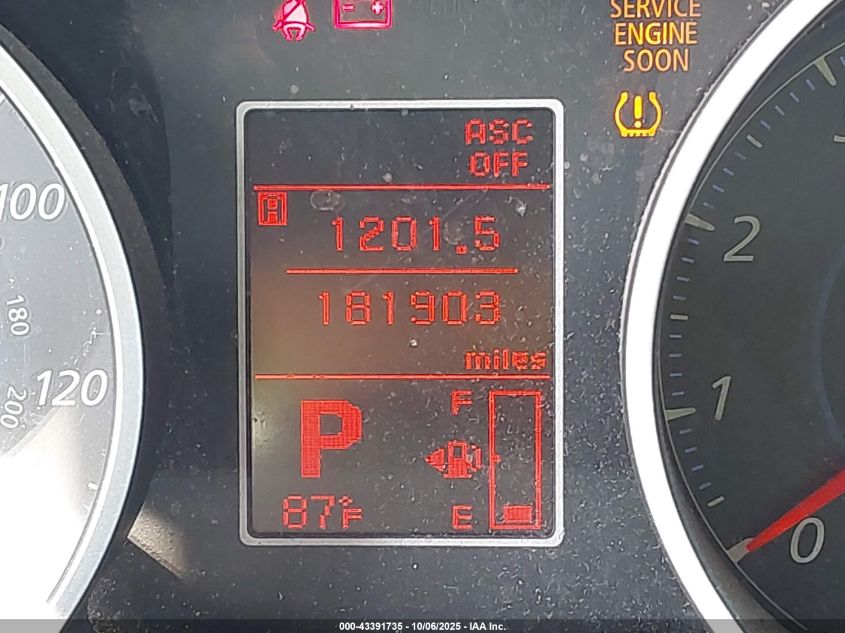 SERVICE
ENGINE
SOON
ASC
OFF
A
1201.5
181903
miles
F
P
87°F
E
100
180
120
200
2
1
0
000-43391735 - 10/06/2025 - IAA Inc.